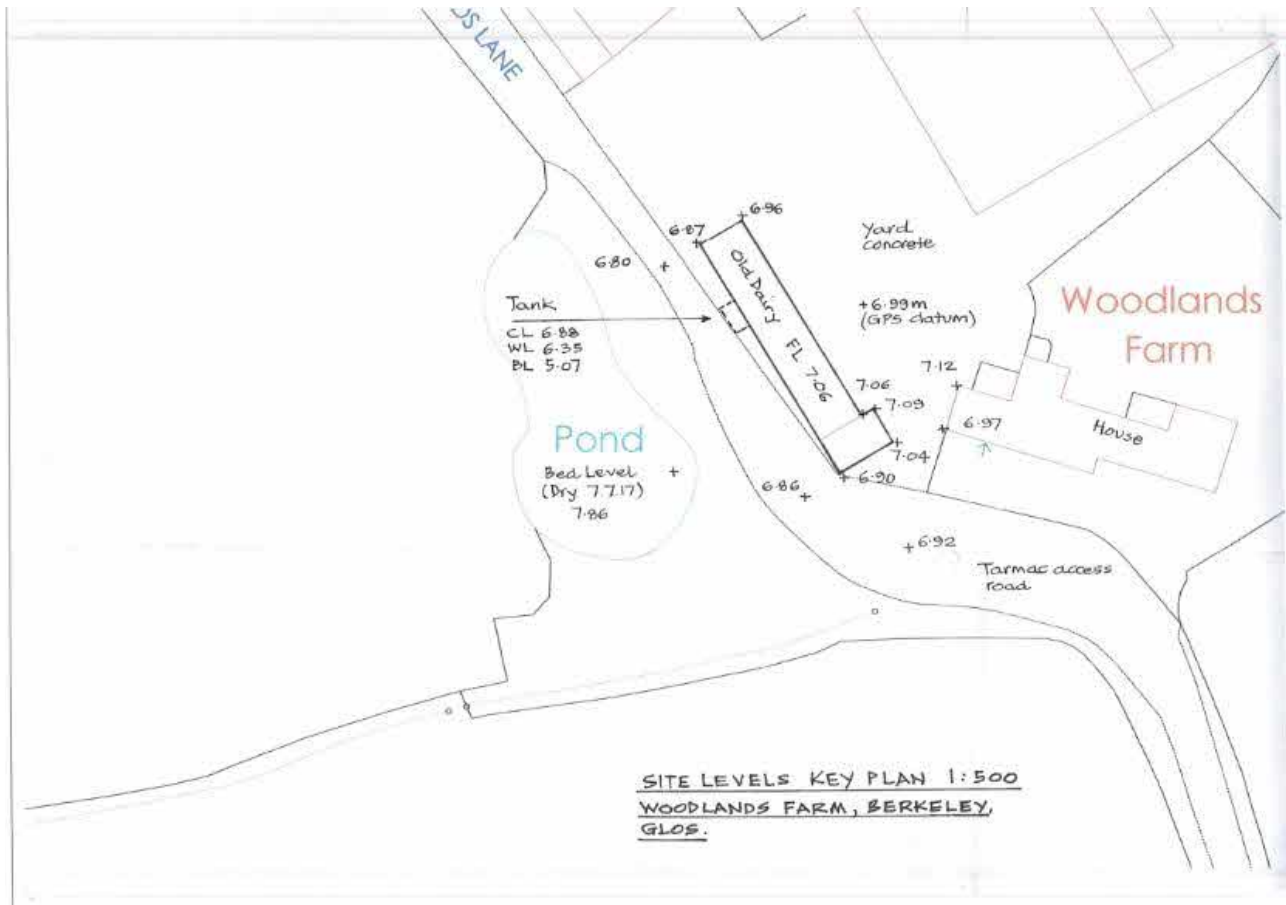 DS LANE
6.96
6.87
6.80
Yard
concrete
Old Dairy FL 7.06
+6.99m
(GPS datum)
Woodlands
Farm
Tank
CL 6.88
WL 6.35
BL 5.07
7.12
7.06
7.09
6.97
House
7.04
Pond
Bed Level
(Dry 7.7.17)
7.86
6.86
6.90
6.92
Tarmac access
road
SITE LEVELS KEY PLAN 1:500
WOODLANDS FARM, BERKELEY,
GLOS.